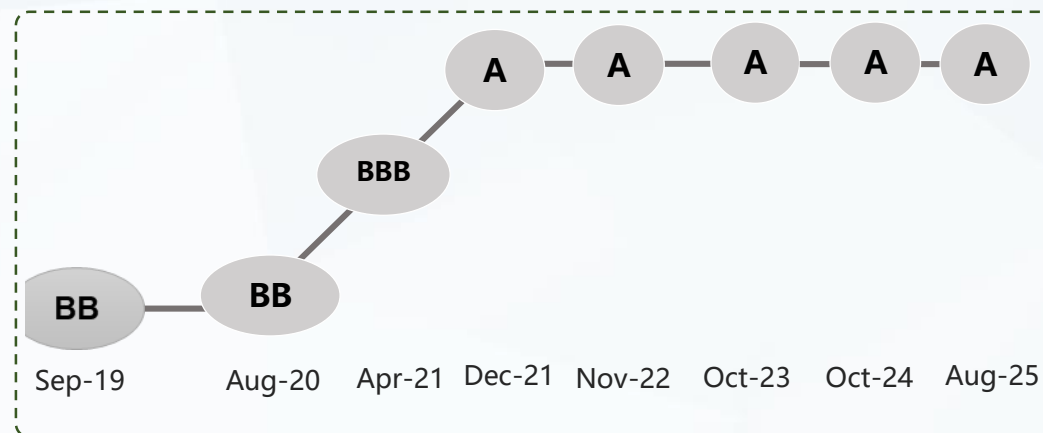 A A A A A
BBB
BB BB
Sep-19 Aug-20 Apr-21 Dec-21 Nov-22 Oct-23 Oct-24 Aug-25